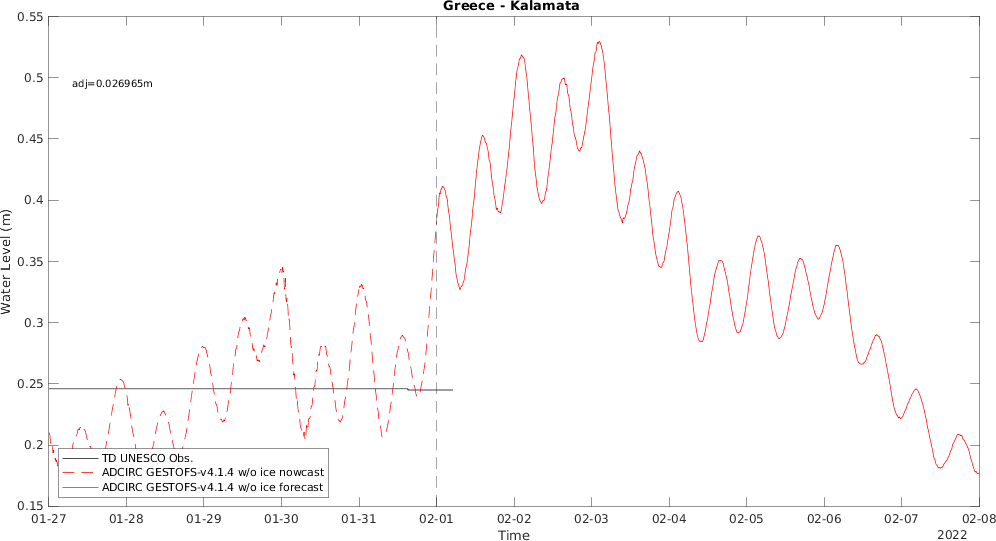 Greece - Kalamata
adj=0.026965m
Water Level (m)
0.55
0.5
0.45
0.4
0.35
0.3
0.25
0.2
0.15
TD UNESCO Obs.
ADCIRC GESTOFS-v4.1.4 w/o ice nowcast
ADCIRC GESTOFS-v4.1.4 w/o ice forecast
01-27 01-28 01-29 01-30 01-31 02-01 02-02 02-03 02-04 02-05 02-06 02-07 02-08
Time
2022